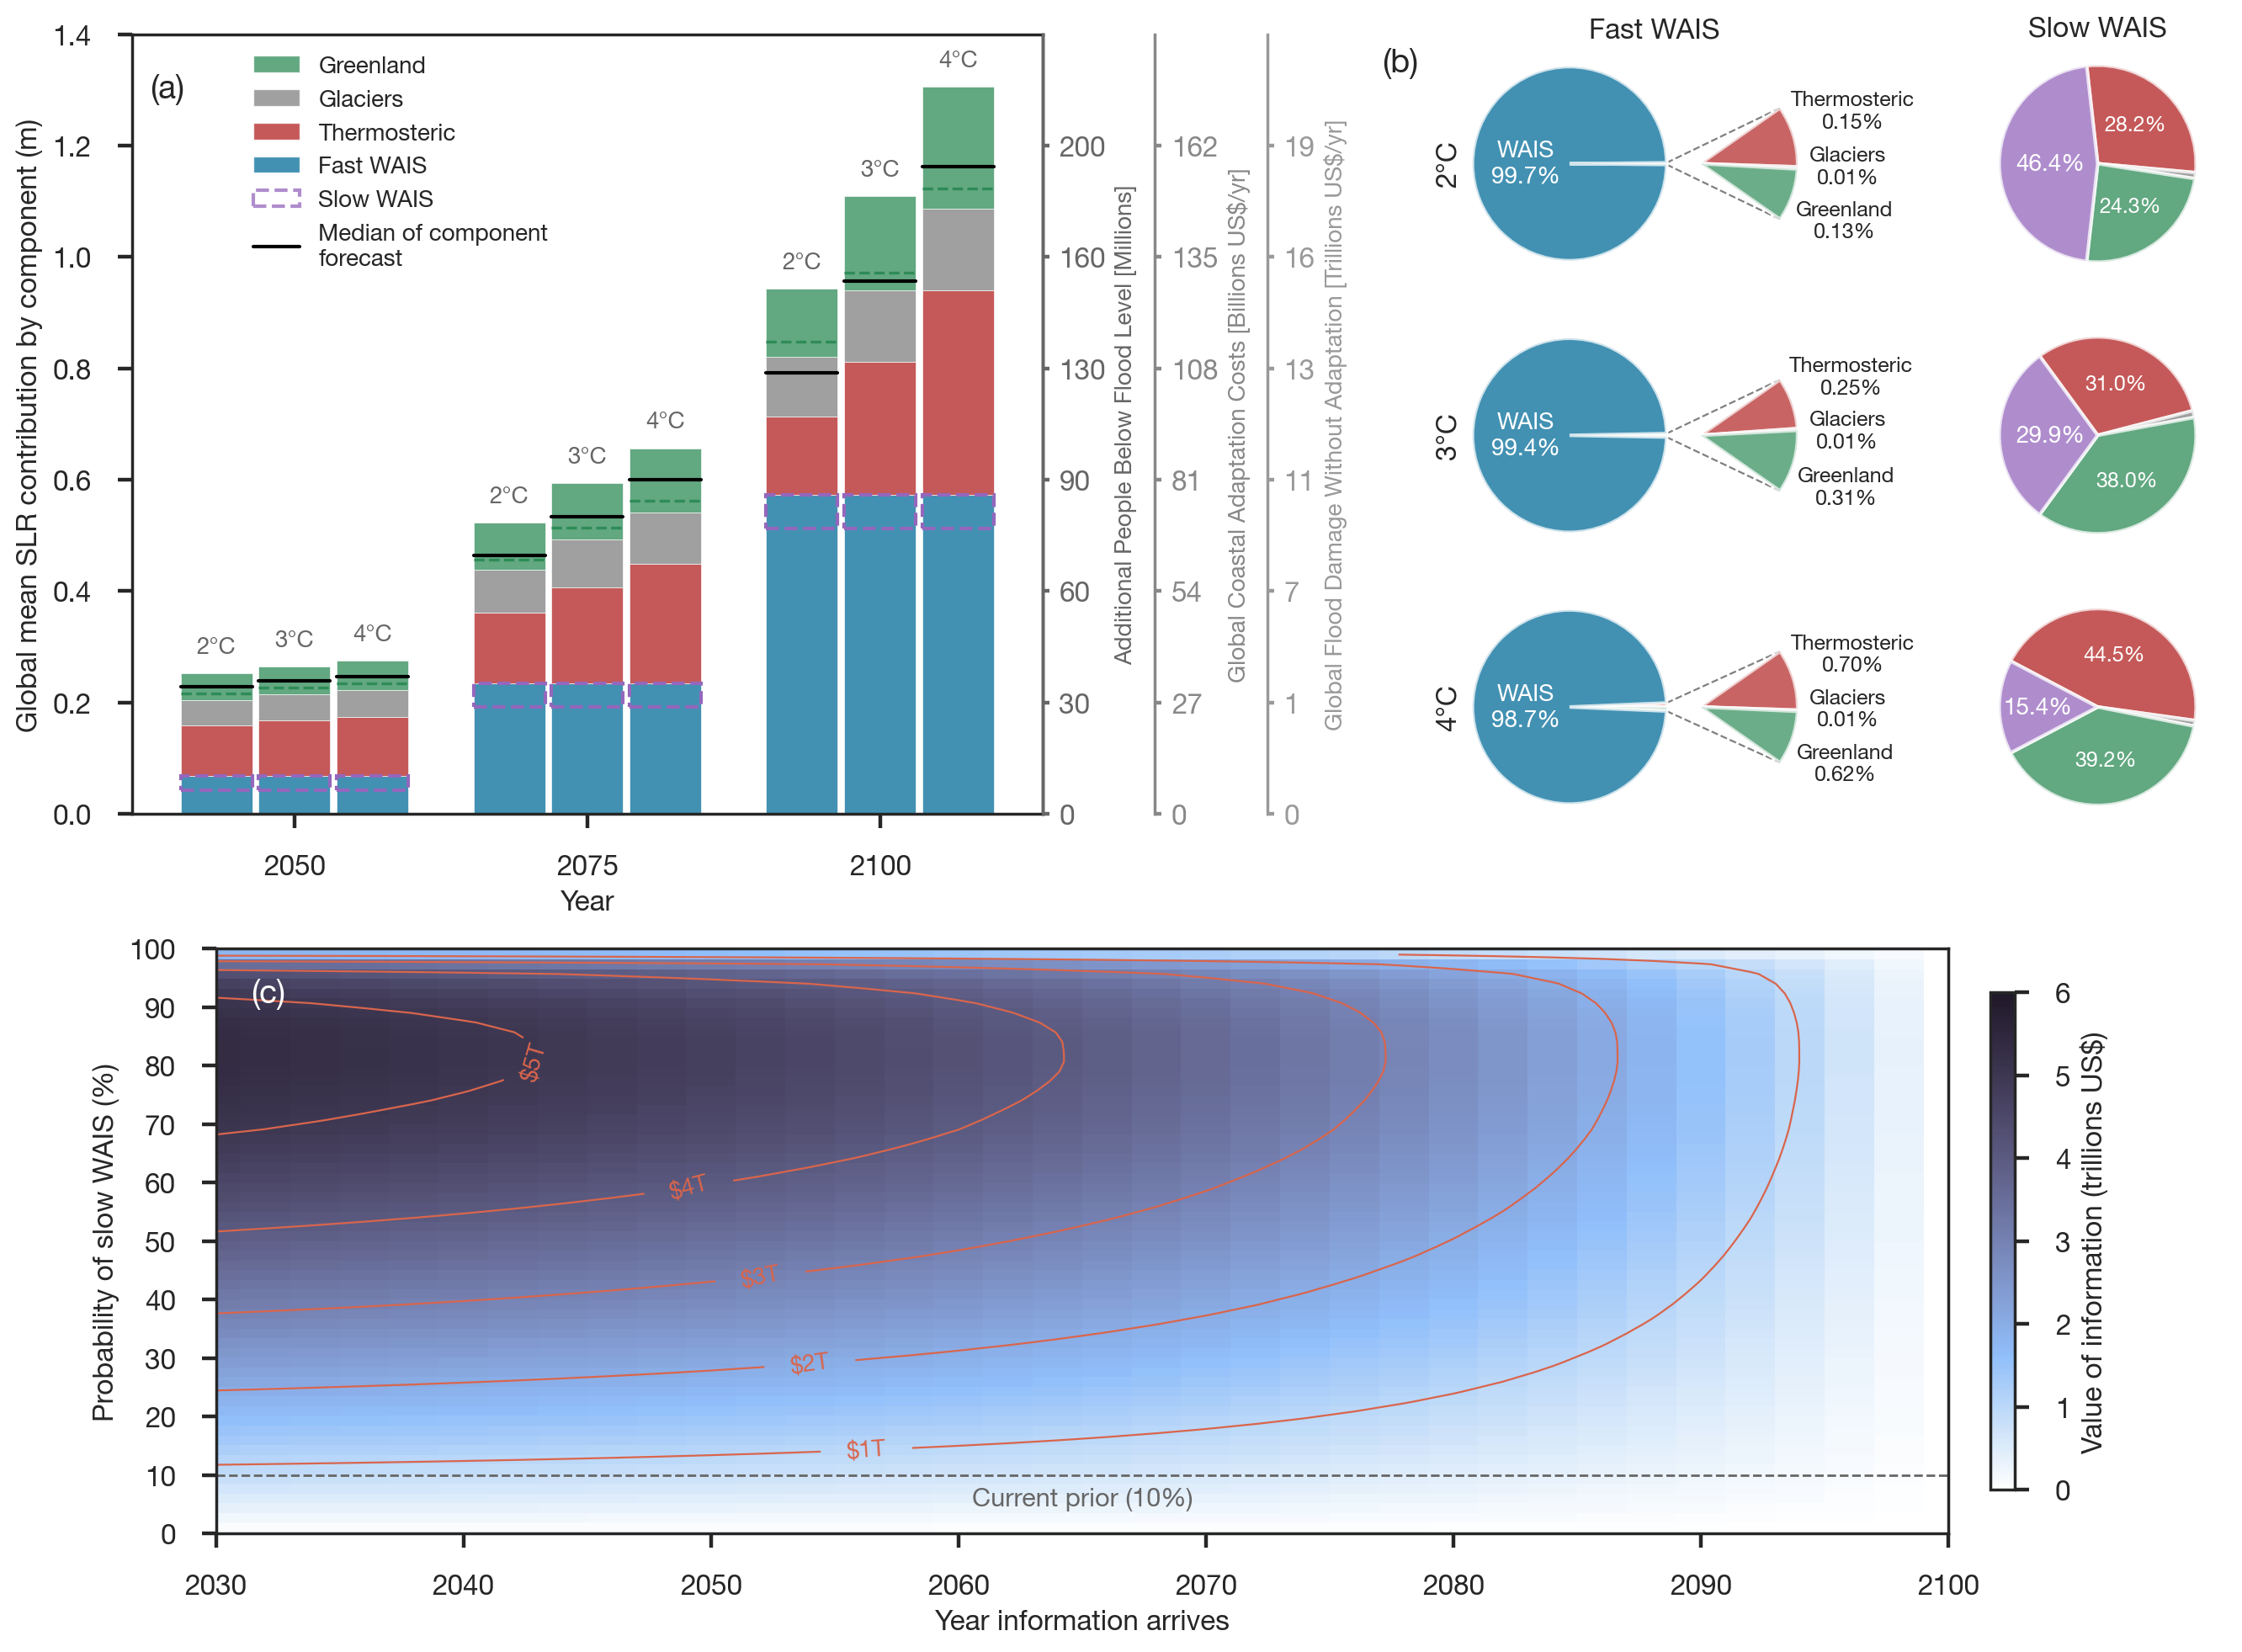 (a)
Greenland
Glaciers
Thermosteric
Fast WAIS
Slow WAIS
Median of component
forecast
Global mean SLR contribution by component (m)
1.4
1.2
1.0
0.8
0.6
0.4
0.2
0.0
2°C
3°C
4°C
2°C
3°C
4°C
2°C
3°C
4°C
2050
2075
2100
Year
200
160
130
90
60
30
0
Additional People Below Flood Level [Millions]
162
135
108
81
54
27
0
Global Coastal Adaptation Costs [Billions US$/yr]
19
16
13
11
7
1
0
Global Flood Damage Without Adaptation [Trillions US$/yr]
(b)
Fast WAIS
Slow WAIS
2°C
WAIS
99.7%
Thermosteric
0.15%
Glaciers
0.01%
Greenland
0.13%
46.4%
28.2%
24.3%
3°C
WAIS
99.4%
Thermosteric
0.25%
Glaciers
0.01%
Greenland
0.31%
29.9%
31.0%
38.0%
4°C
WAIS
98.7%
Thermosteric
0.70%
Glaciers
0.01%
Greenland
0.62%
15.4%
44.5%
39.2%
(c)
Probability of slow WAIS (%)
100
90
80
70
60
50
40
30
20
10
0
$5T
$4T
$3T
$2T
$1T
Current prior (10%)
2030
2040
2050
2060
2070
2080
2090
2100
Year information arrives
6
5
4
3
2
1
0
Value of information (trillions US$)